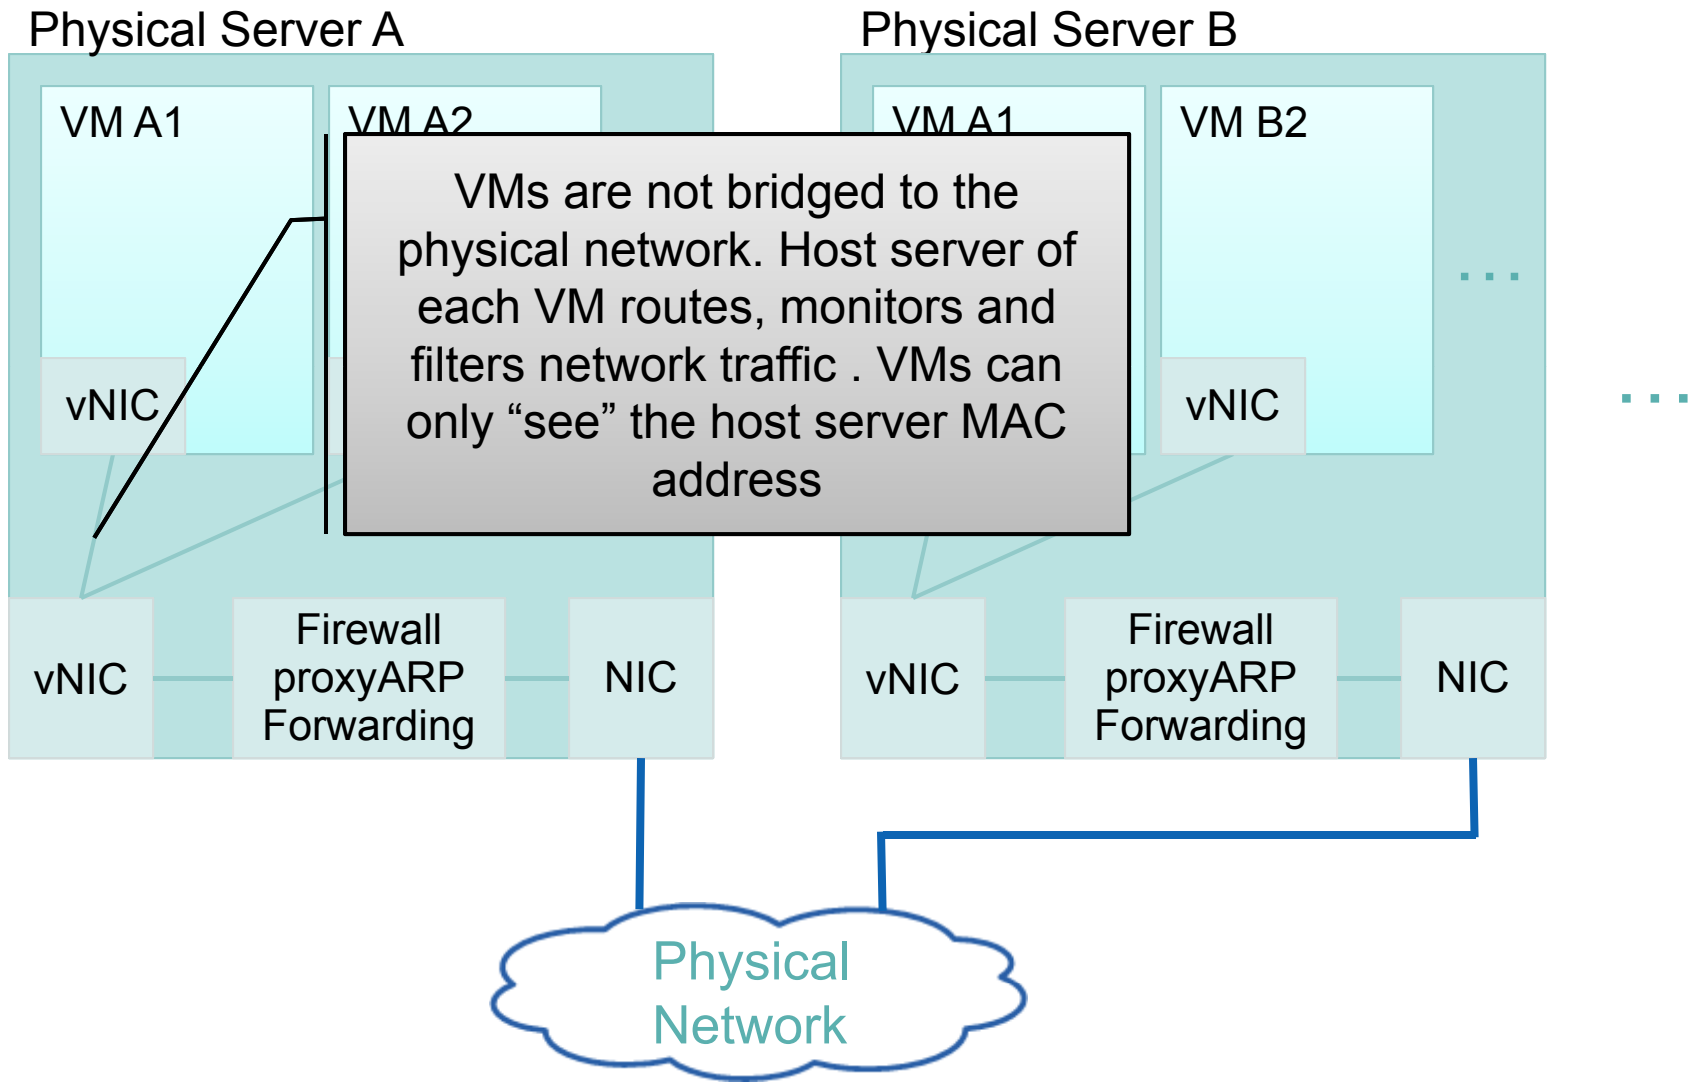 Physical Server A
Physical Server B
VM A1
VM A2
VM A1
VM B2
VMs are not bridged to the
physical network. Host server of
each VM routes, monitors and
filters network traffic . VMs can
only “see” the host server MAC
address
...
...
vNIC
vNIC
vNIC
Firewall
proxyARP
Forwarding
NIC
vNIC
Firewall
proxyARP
Forwarding
NIC
Physical
Network